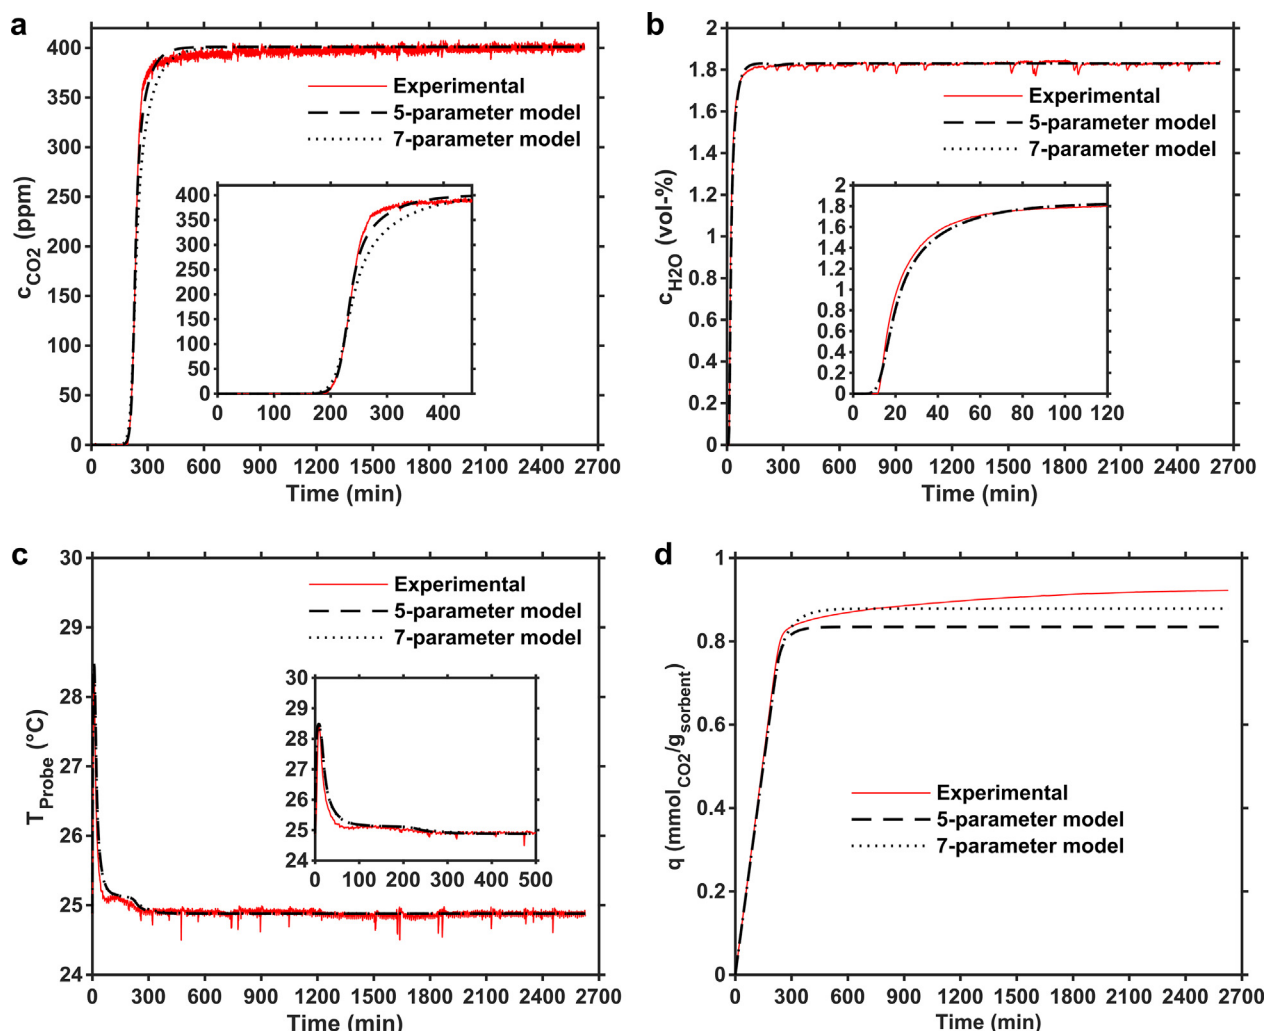 a
400
350
300
250
200
150
100
50
0
c_CO2 (ppm)
Experimental
5-parameter model
7-parameter model
400
350
300
250
200
150
100
50
0
0 100 200 300 400
0 300 600 900 1200 1500 1800 2100 2400 2700
Time (min)
b
2
1.8
1.6
1.4
1.2
1
0.8
0.6
0.4
0.2
0
c_H2O (vol-%)
Experimental
5-parameter model
7-parameter model
2
1.8
1.6
1.4
1.2
1
0.8
0.6
0.4
0.2
0
0 20 40 60 80 100 120
0 300 600 900 1200 1500 1800 2100 2400 2700
Time (min)
c
30
29
28
27
26
25
24
T_Probe (°C)
Experimental
5-parameter model
7-parameter model
30
29
28
27
26
25
24
0 100 200 300 400 500
0 300 600 900 1200 1500 1800 2100 2400 2700
Time (min)
d
1
0.8
0.6
0.4
0.2
0
q (mmol_CO2/g_sorbent)
Experimental
5-parameter model
7-parameter model
0 300 600 900 1200 1500 1800 2100 2400 2700
Time (min)